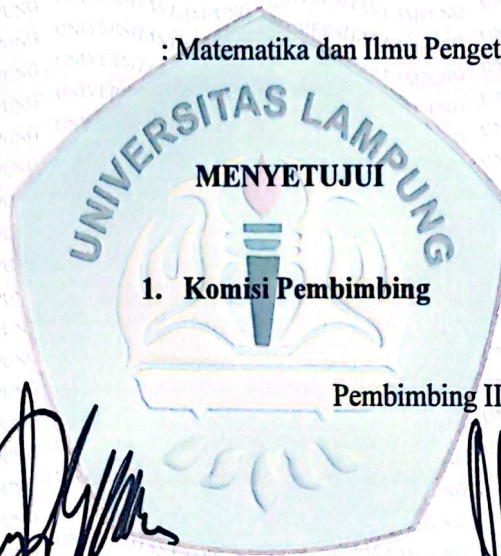 : Matematika dan Ilmu Penget
UNIVERSITAS LAMPUNG
MENYETUJUI
1. Komisi Pembimbing
Pembimbing II